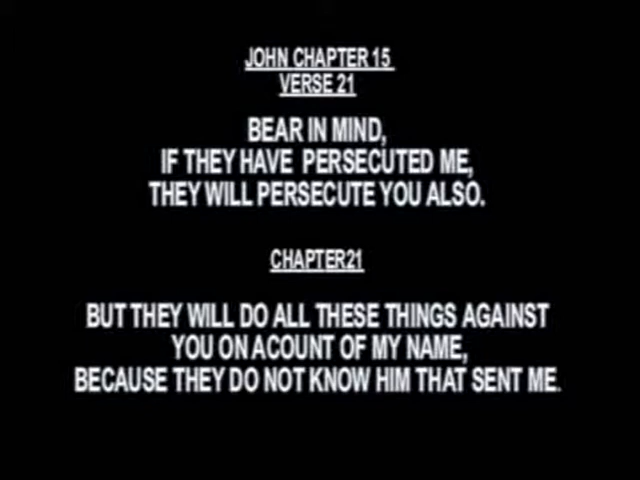 JOHN CHAPTER 15
VERSE 21
BEAR IN MIND,
IF THEY HAVE PERSECUTED ME,
THEY WILL PERSECUTE YOU ALSO.
CHAPTER21
BUT THEY WILL DO ALL THESE THINGS AGAINST
YOU ON ACOUNT OF MY NAME,
BECAUSE THEY DO NOT KNOW HIM THAT SENT ME.